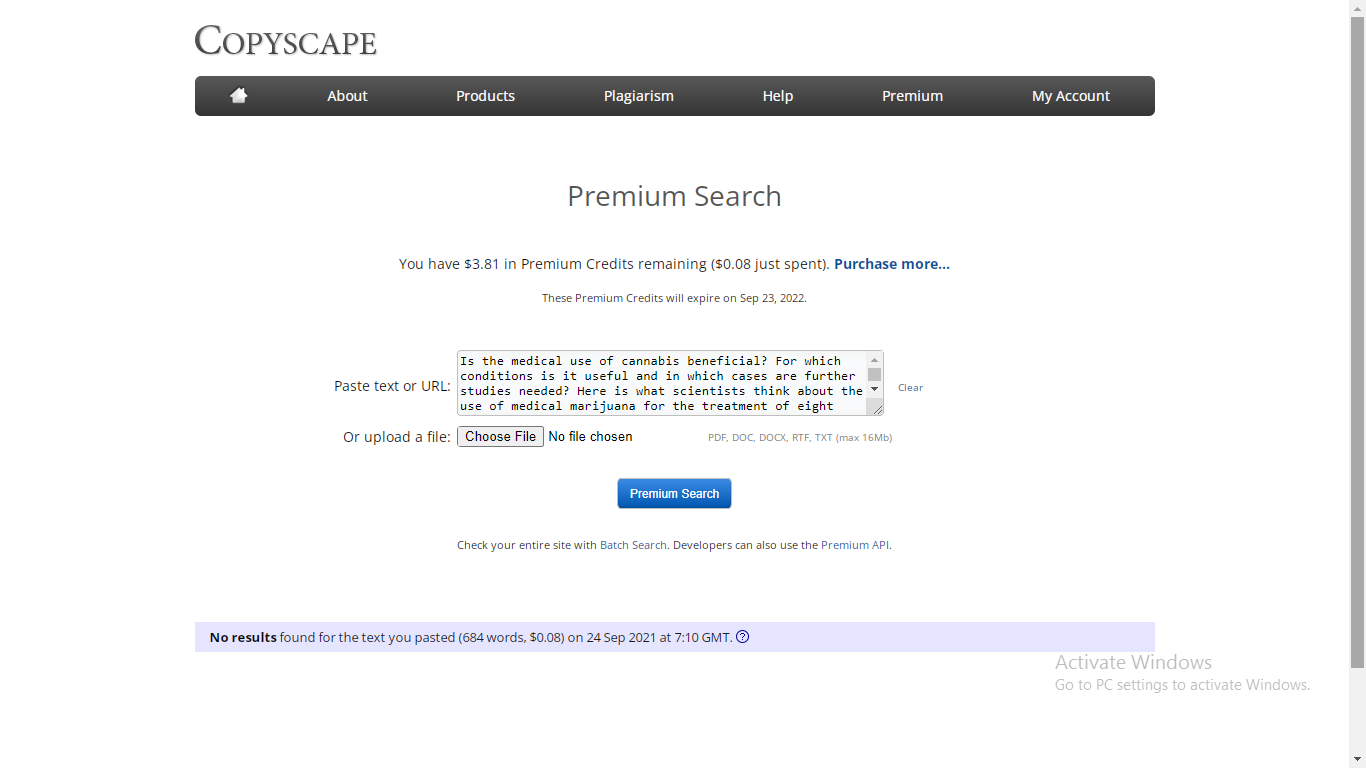 COPYSCAPE
About Products Plagiarism Help Premium My Account
Premium Search
You have $3.81 in Premium Credits remaining ($0.08 just spent). Purchase more...
These Premium Credits will expire on Sep 23, 2022.
Paste text or URL:
Is the medical use of cannabis beneficial? For which
conditions is it useful and in which cases are further
studies needed? Here is what scientists think about the
use of medical marijuana for the treatment of eight
Clear
Or upload a file: Choose File No file chosen PDF, DOC, DOCX, RTF, TXT (max 16Mb)
Premium Search
Check your entire site with Batch Search. Developers can also use the Premium API.
No results found for the text you pasted (684 words, $0.08) on 24 Sep 2021 at 7:10 GMT. ?
Activate Windows
Go to PC settings to activate Windows.